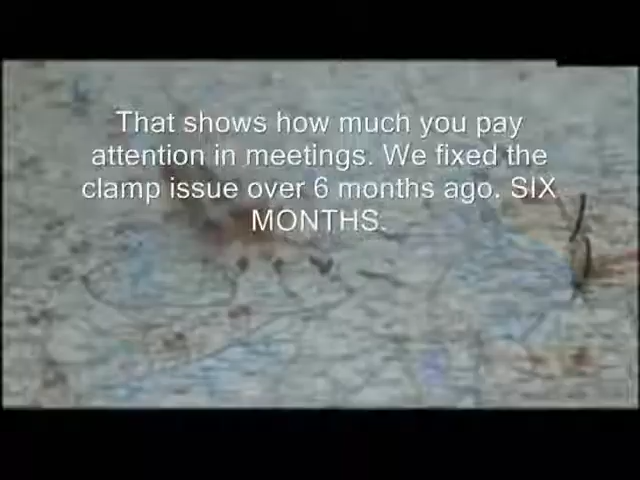 That shows how much you pay
attention in meetings. We fixed the
clamp issue over 6 months ago. SIX
MONTHS.